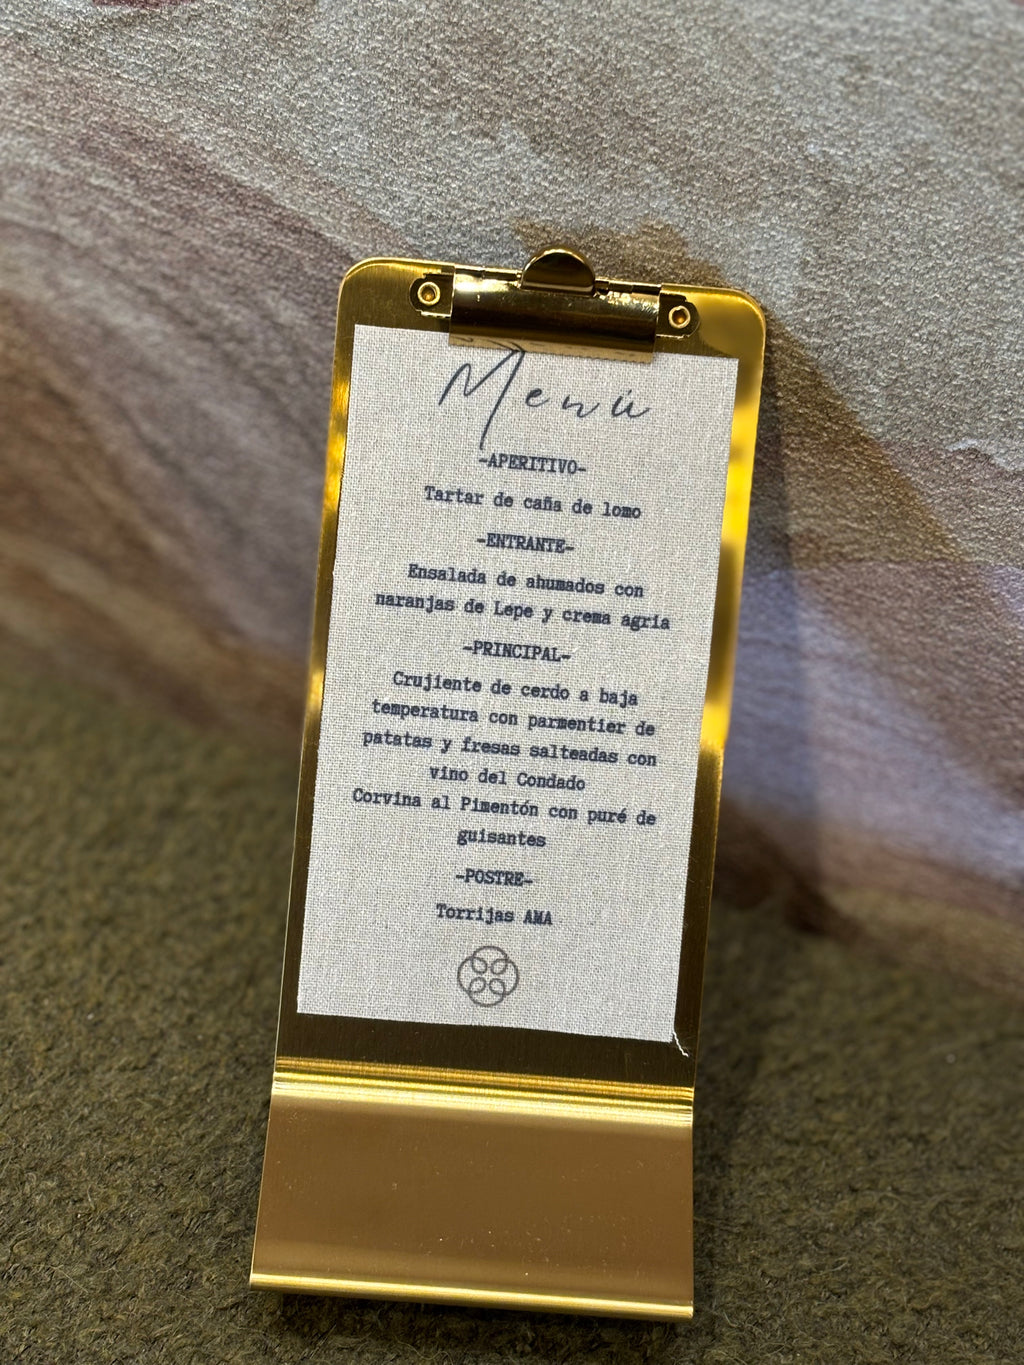 Menú
-APERITIVO-
Tartar de caña de lomo
-ENTRANTE-
Ensalada de ahumados con
naranjas de Lepe y crema agria
-PRINCIPAL-
Crujiente de cerdo a baja
temperatura con parmentier de
patatas y fresas salteadas con
vino del Condado
Corvina al Pimentón con puré de
guisantes
-POSTRE-
Torrijas AMA